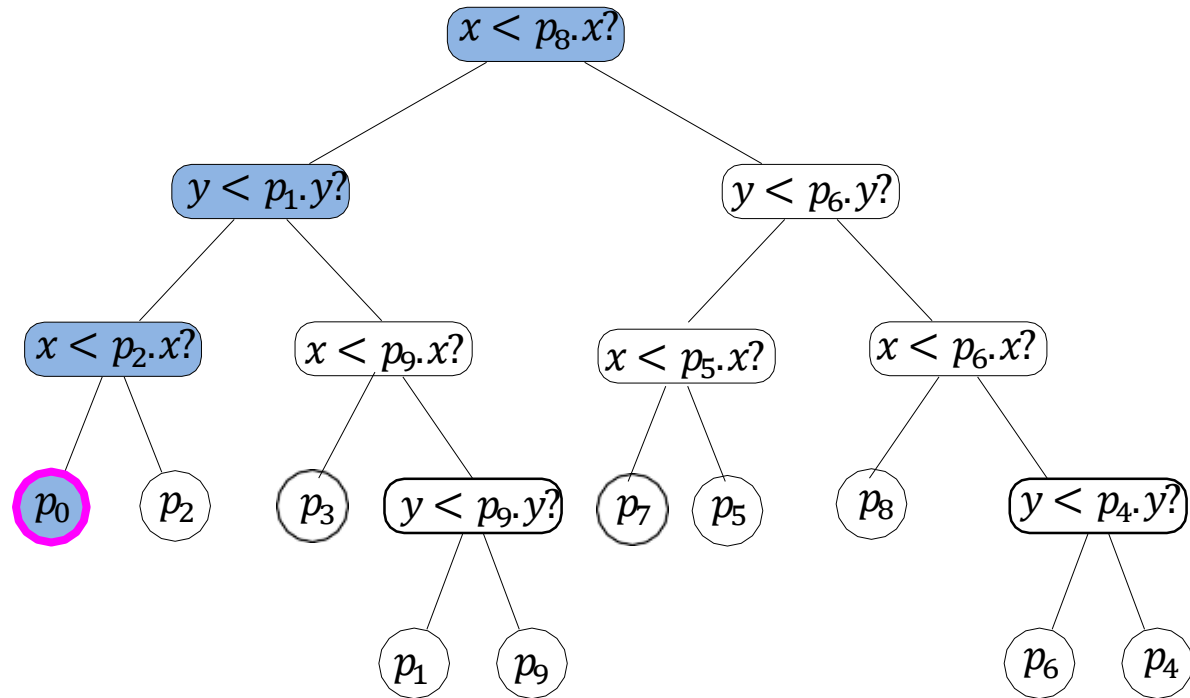 x < p₈.x?
y < p₁.y?
y < p₆.y?
x < p₂.x?
x < p₉.x?
x < p₅.x?
x < p₆.x?
p₀
p₂
p₃
y < p₉.y?
p₇
p₅
p₈
y < p₄.y?
p₁
p₉
p₆
p₄